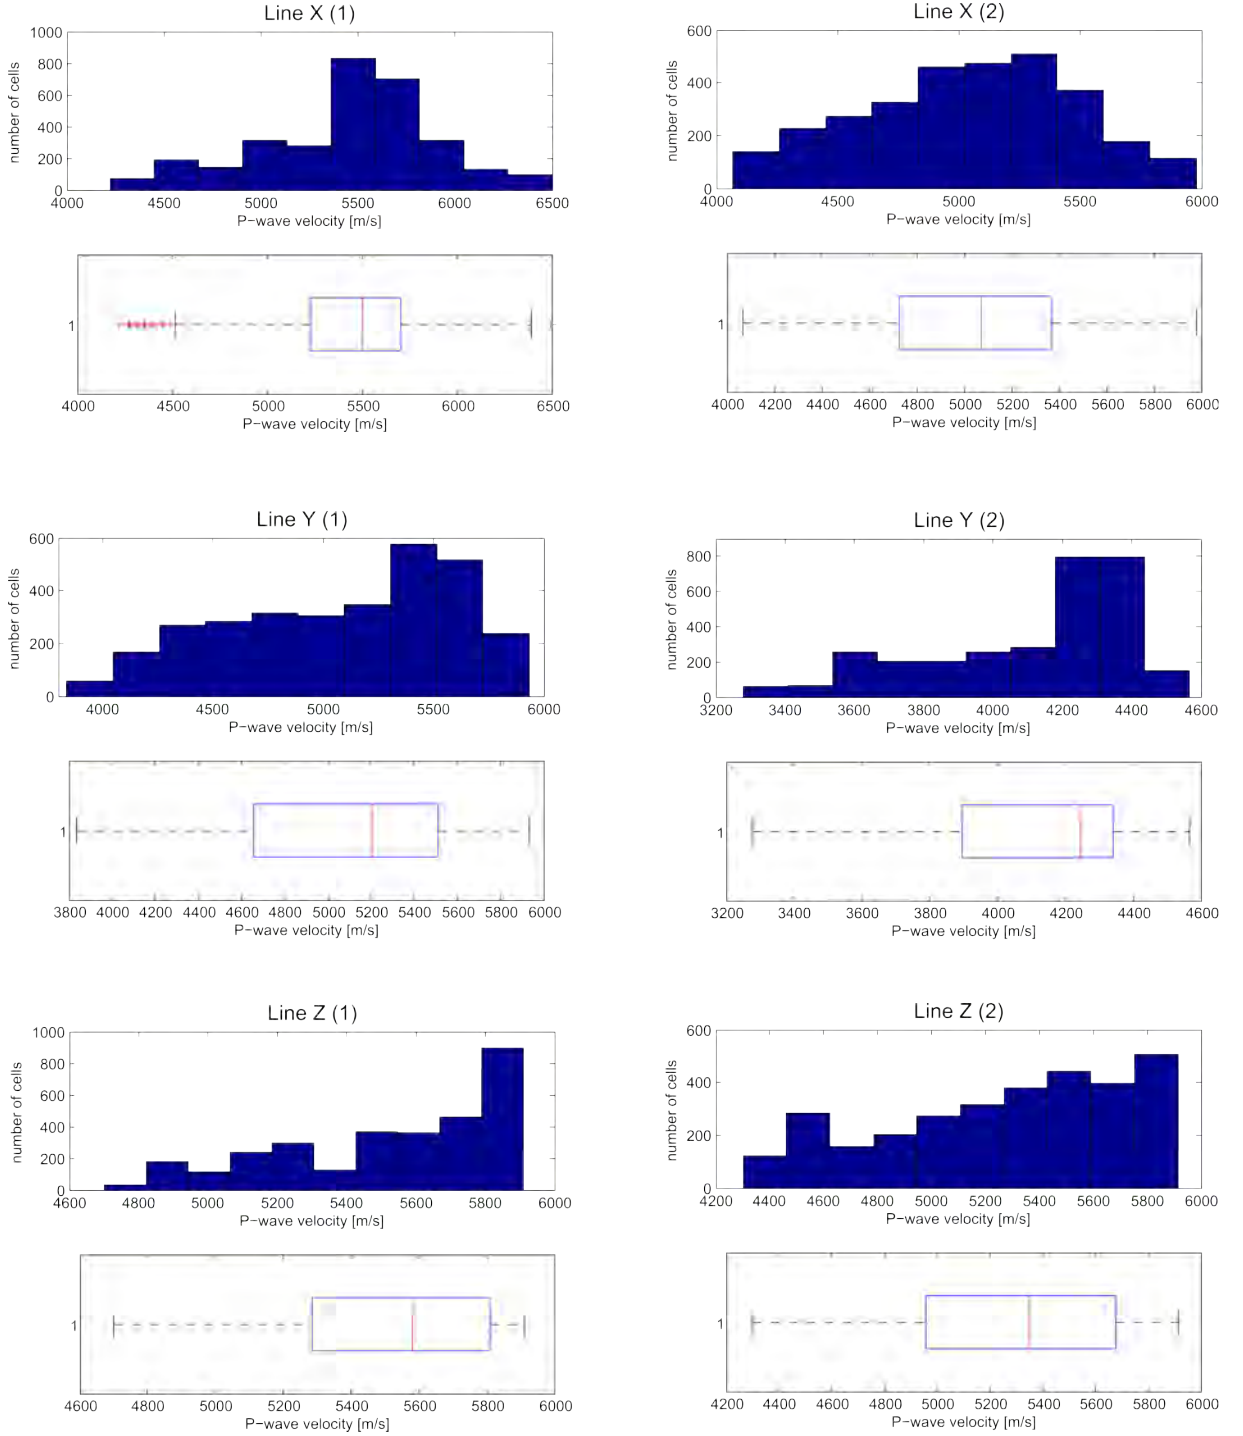 Line X (1)
1000
800
600
400
200
0
number of cells
4000 4500 5000 5500 6000 6500
P-wave velocity [m/s]
1
4000 4500 5000 5500 6000 6500
P-wave velocity [m/s]
Line X (2)
600
400
200
0
number of cells
4000 4500 5000 5500 6000
P-wave velocity [m/s]
1
4000 4200 4400 4600 4800 5000 5200 5400 5600 5800 6000
P-wave velocity [m/s]
Line Y (1)
600
400
200
0
number of cells
4000 4500 5000 5500 6000
P-wave velocity [m/s]
1
3800 4000 4200 4400 4600 4800 5000 5200 5400 5600 5800 6000
P-wave velocity [m/s]
Line Y (2)
800
600
400
200
0
number of cells
3200 3400 3600 3800 4000 4200 4400 4600
P-wave velocity [m/s]
1
3200 3400 3600 3800 4000 4200 4400 4600
P-wave velocity [m/s]
Line Z (1)
1000
800
600
400
200
0
number of cells
4600 4800 5000 5200 5400 5600 5800 6000
P-wave velocity [m/s]
1
4600 4800 5000 5200 5400 5600 5800 6000
P-wave velocity [m/s]
Line Z (2)
600
400
200
0
number of cells
4200 4400 4600 4800 5000 5200 5400 5600 5800 6000
P-wave velocity [m/s]
1
4200 4400 4600 4800 5000 5200 5400 5600 5800 6000
P-wave velocity [m/s]